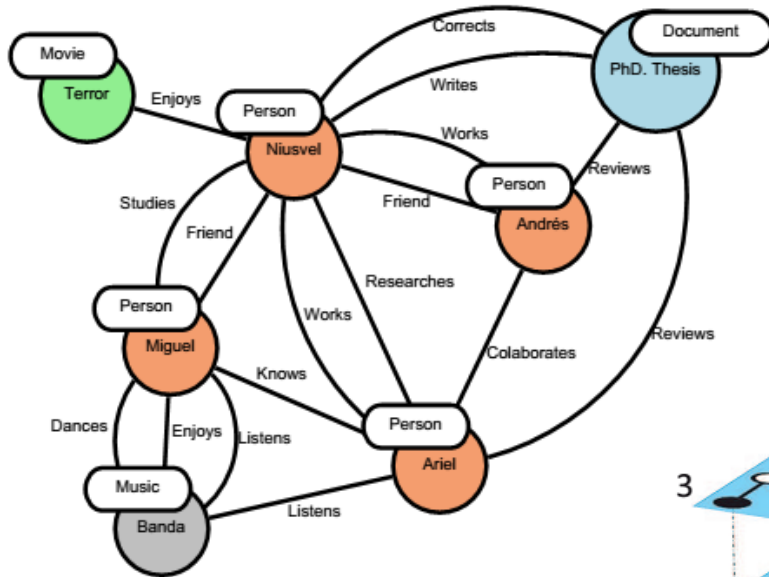 Corrects
Document
Movie
PhD. Thesis
Terror
Writes
Enjoys
Person
Works
Niusvel
Person
Reviews
Studies
Friend
Andrés
Friend
Researches
Person
Works
Reviews
Miguel
Colaborates
Knows
Dances
Enjoys
Listens
Person
Ariel
Music
3
Listens
Banda